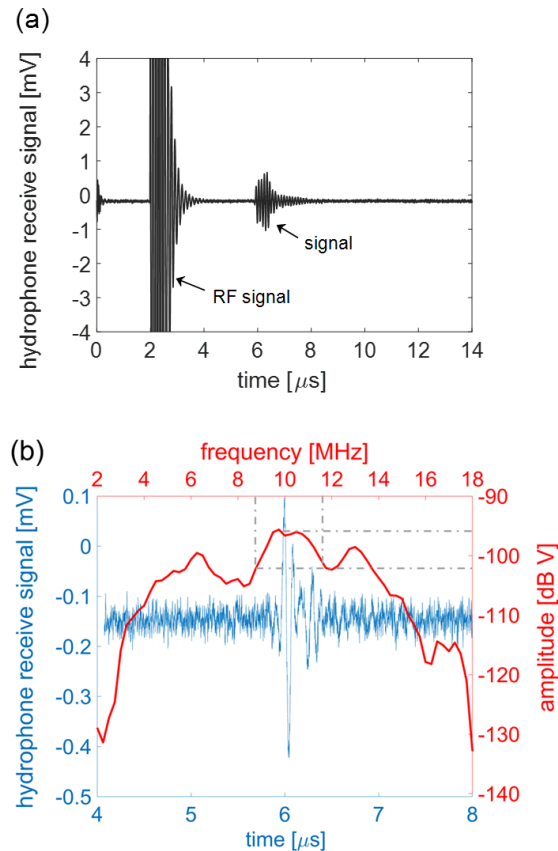 (a)
hydrophone receive signal [mV]
4
3
2
1
0
-1
-2
-3
-4
signal
RF signal
0 2 4 6 8 10 12 14
time [μs]
(b)
frequency [MHz]
2 4 6 8 10 12 14 16 18
hydrophone receive signal [mV]
0.1
0
-0.1
-0.2
-0.3
-0.4
-0.5
-90
-100
-110
-120
-130
-140
amplitude [dB V]
4 5 6 7 8
time [μs]